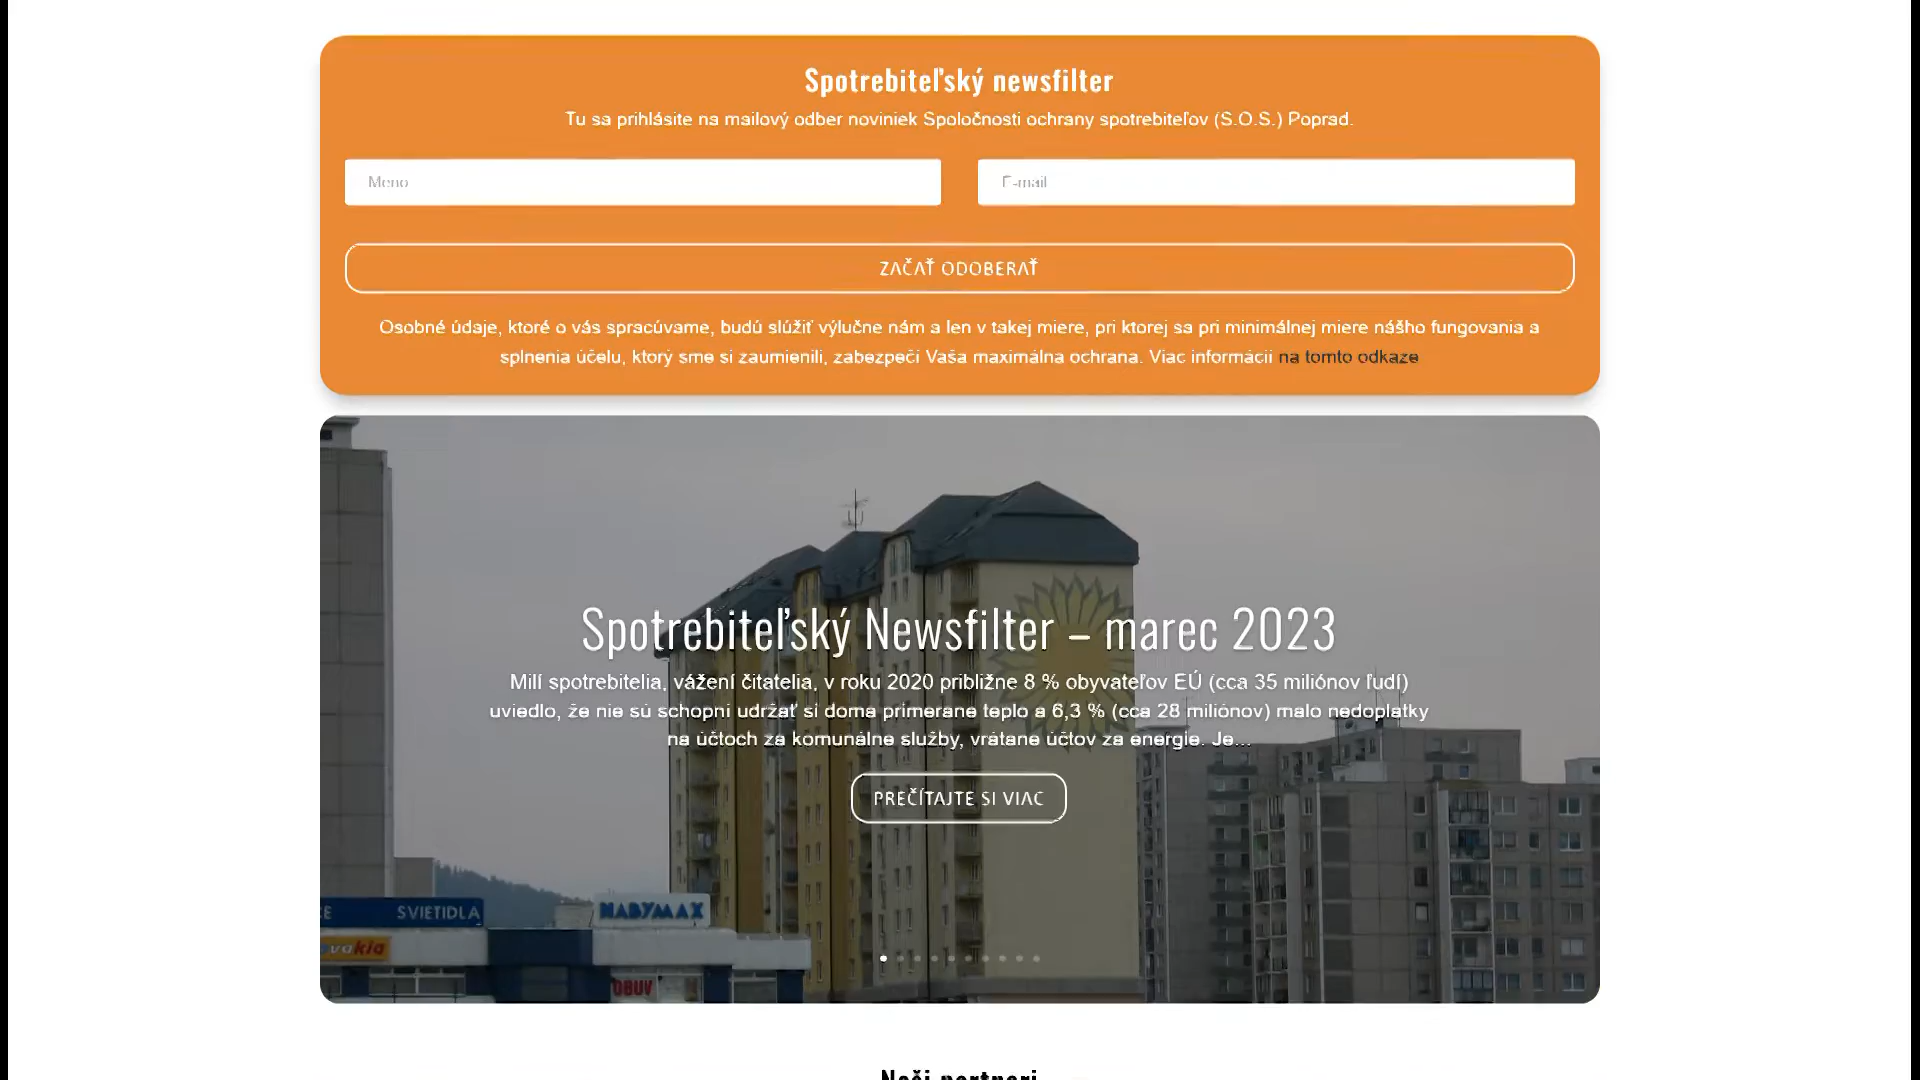 Spotrebiteľský newsfilter
Tu sa prihlásite na mailový odber noviniek Spoločnosti ochrany spotrebiteľov (S.O.S.) Poprad.
Meno
E-mail
ZAČAŤ ODOBERAŤ
Osobné údaje, ktoré o vás spracúvame, budú slúžiť výlučne nám a len v takej miere, pri ktorej sa pri minimálnej miere nášho fungovania a
splnenia účelu, ktorý sme si zaumienili, zabezpečí Vaša maximálna ochrana. Viac informácii na tomto odkaze
Spotrebiteľský Newsfilter – marec 2023
Milí spotrebitelia, vážení čitatelia, v roku 2020 približne 8 % obyvateľov EÚ (cca 35 miliónov ľudí)
uviedlo, že nie sú schopní udržať si doma primerane teplo a 6,3 % (cca 28 miliónov) malo nedoplatky
na účtoch za komunálne služby, vrátane účtov za energie. Je...
PREČÍTAJTE SI VIAC
SVIETIDLA
NABYMAX
OBUV
Naši partneri